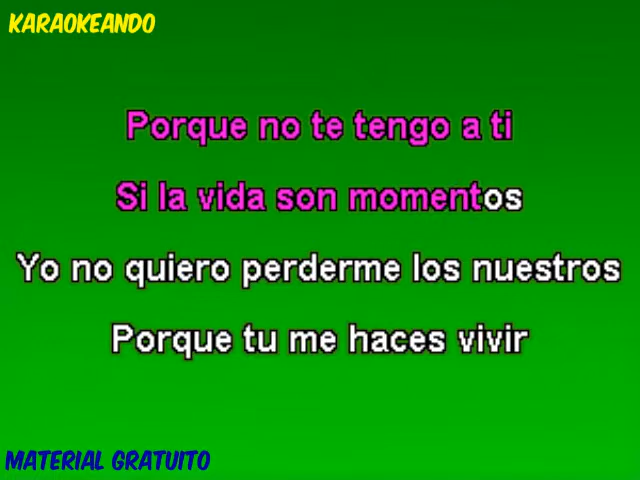 KARAOKEANDO
Porque no te tengo a ti
Si la vida son momentos
Yo no quiero perderme los nuestros
Porque tu me haces vivir
MATERIAL GRATUITO